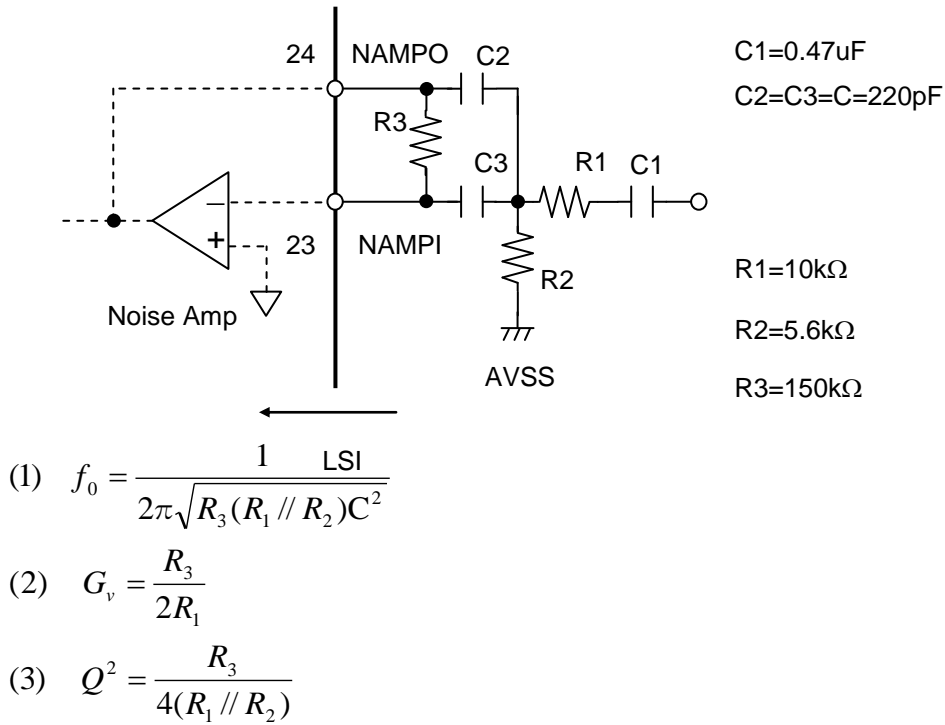 24 NAMPO C2
C1=0.47uF
C2=C3=C=220pF
R3
C3 R1 C1
− +
23 NAMPI
R2
Noise Amp
AVSS
R1=10kΩ
R2=5.6kΩ
R3=150kΩ
LSI
(1) f₀ = 1 / (2π√(R₃(R₁ // R₂)C²))
(2) Gᵥ = R₃ / (2R₁)
(3) Q² = R₃ / (4(R₁ // R₂))